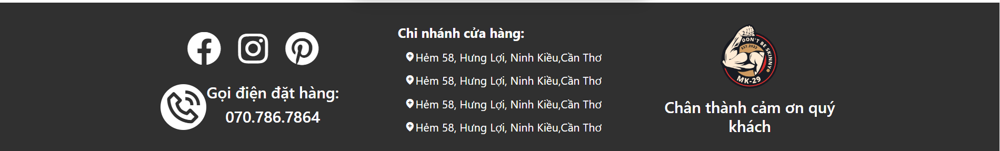 Gọi điện đặt hàng:
070.786.7864
Chi nhánh cửa hàng:
Hẻm 58, Hưng Lợi, Ninh Kiều,Cần Thơ
Hẻm 58, Hưng Lợi, Ninh Kiều,Cần Thơ
Hẻm 58, Hưng Lợi, Ninh Kiều,Cần Thơ
Hẻm 58, Hưng Lợi, Ninh Kiều,Cần Thơ
DON'T BE SKINNY
EST.2022
MK-29
Chân thành cảm ơn quý
khách